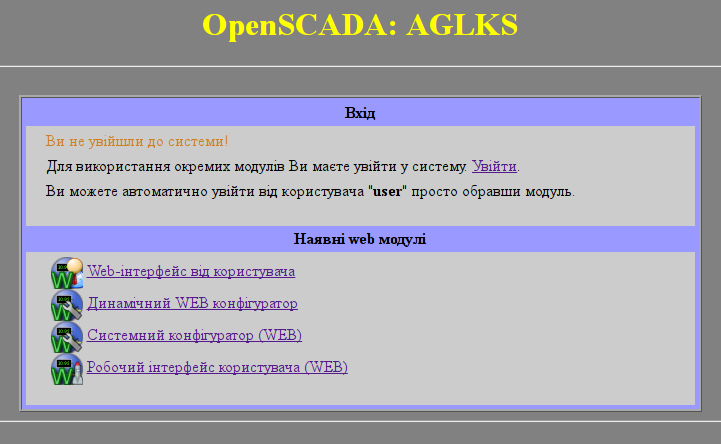 OpenSCADA: AGLKS
Вхід
Ви не увійшли до системи!
Для використання окремих модулів Ви маєте увійти у систему. Увійти.
Ви можете автоматично увійти від користувача "user" просто обравши модуль.
Наявні web модулі
Web-інтерфейс від користувача
Динамічний WEB конфігуратор
Системний конфігуратор (WEB)
Робочий інтерфейс користувача (WEB)